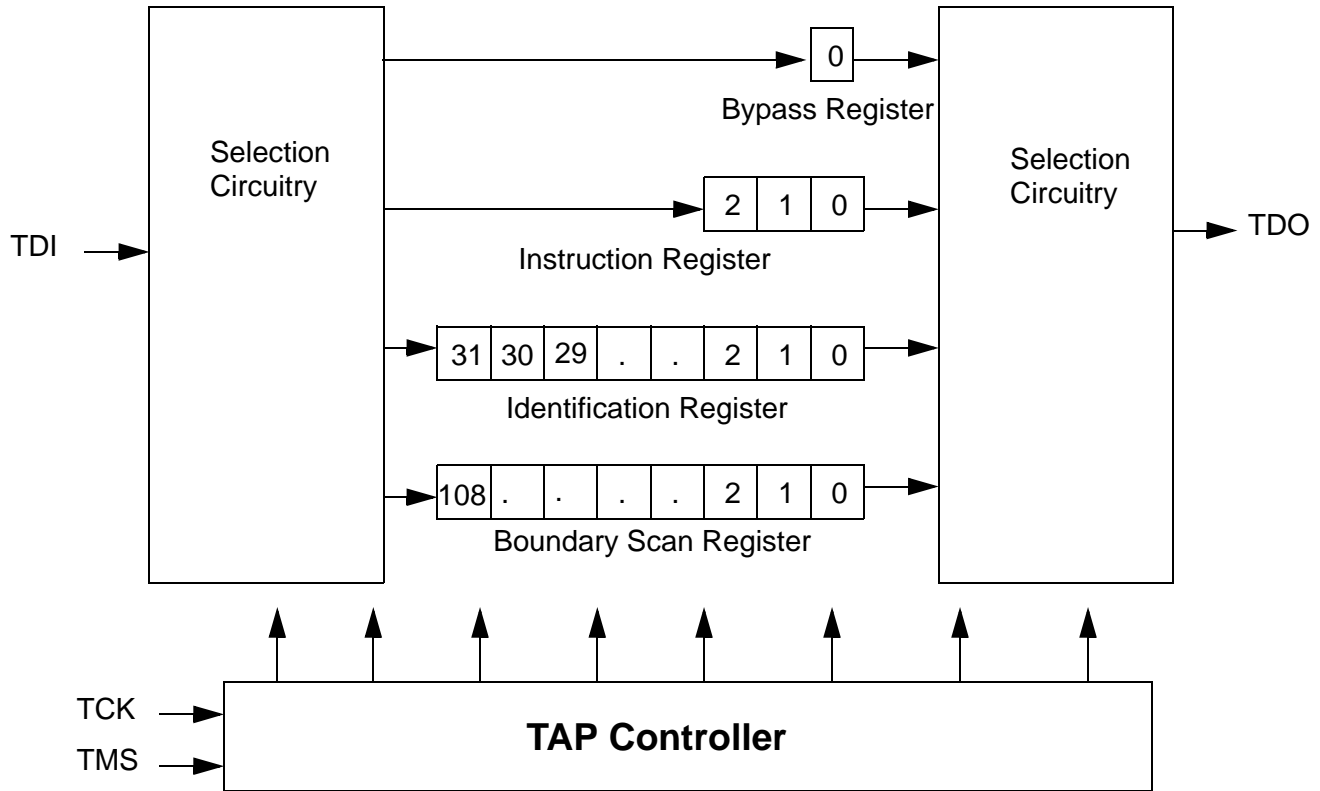 0
Bypass Register
Selection
Circuitry
Selection
Circuitry
2 1 0
TDI
TDO
Instruction Register
31 30 29 . . 2 1 0
Identification Register
108 . . . . 2 1 0
Boundary Scan Register
TCK
TMS
TAP Controller